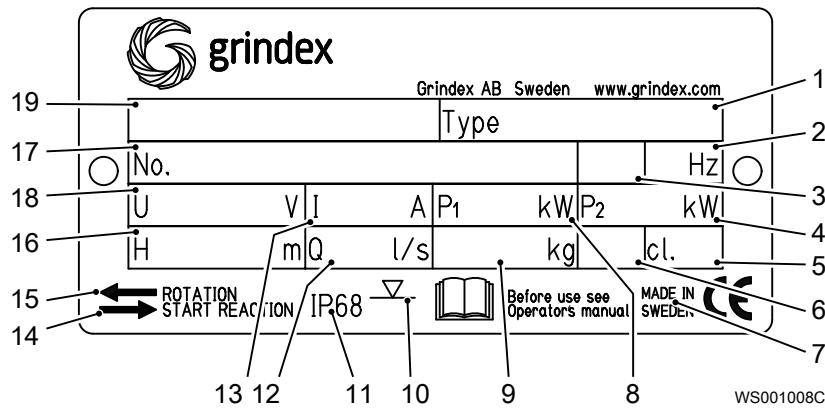 grindex
Grindex AB Sweden www.grindex.com
19 1
Type
17 2
No. Hz
3
18
U V I A P1 kW P2 kW
4
16
H m Q l/s kg cl.
5
15 ROTATION
14 START REACTION IP68 Before use see Operator's manual MADE IN SWEDEN CE
6
7
13 12 11 10 9 8
WS001008C